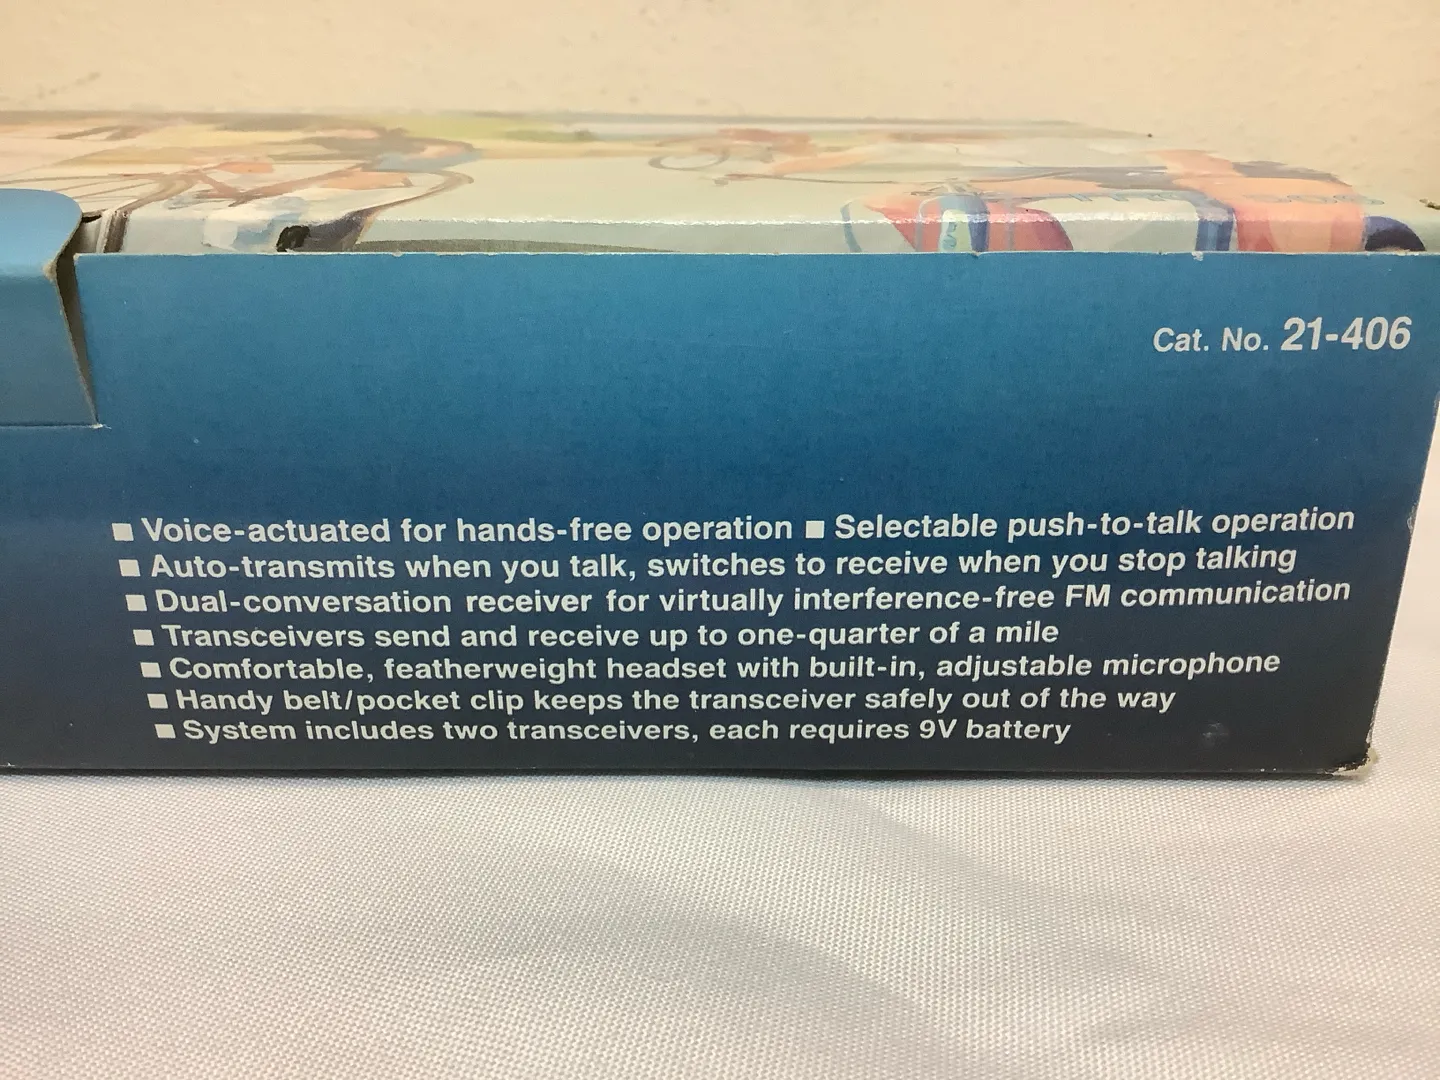 Cat. No. 21-406
■ Voice-actuated for hands-free operation ■ Selectable push-to-talk operation
■ Auto-transmits when you talk, switches to receive when you stop talking
■ Dual-conversation receiver for virtually interference-free FM communication
■ Transceivers send and receive up to one-quarter of a mile
■ Comfortable, featherweight headset with built-in, adjustable microphone
■ Handy belt/pocket clip keeps the transceiver safely out of the way
■ System includes two transceivers, each requires 9V battery